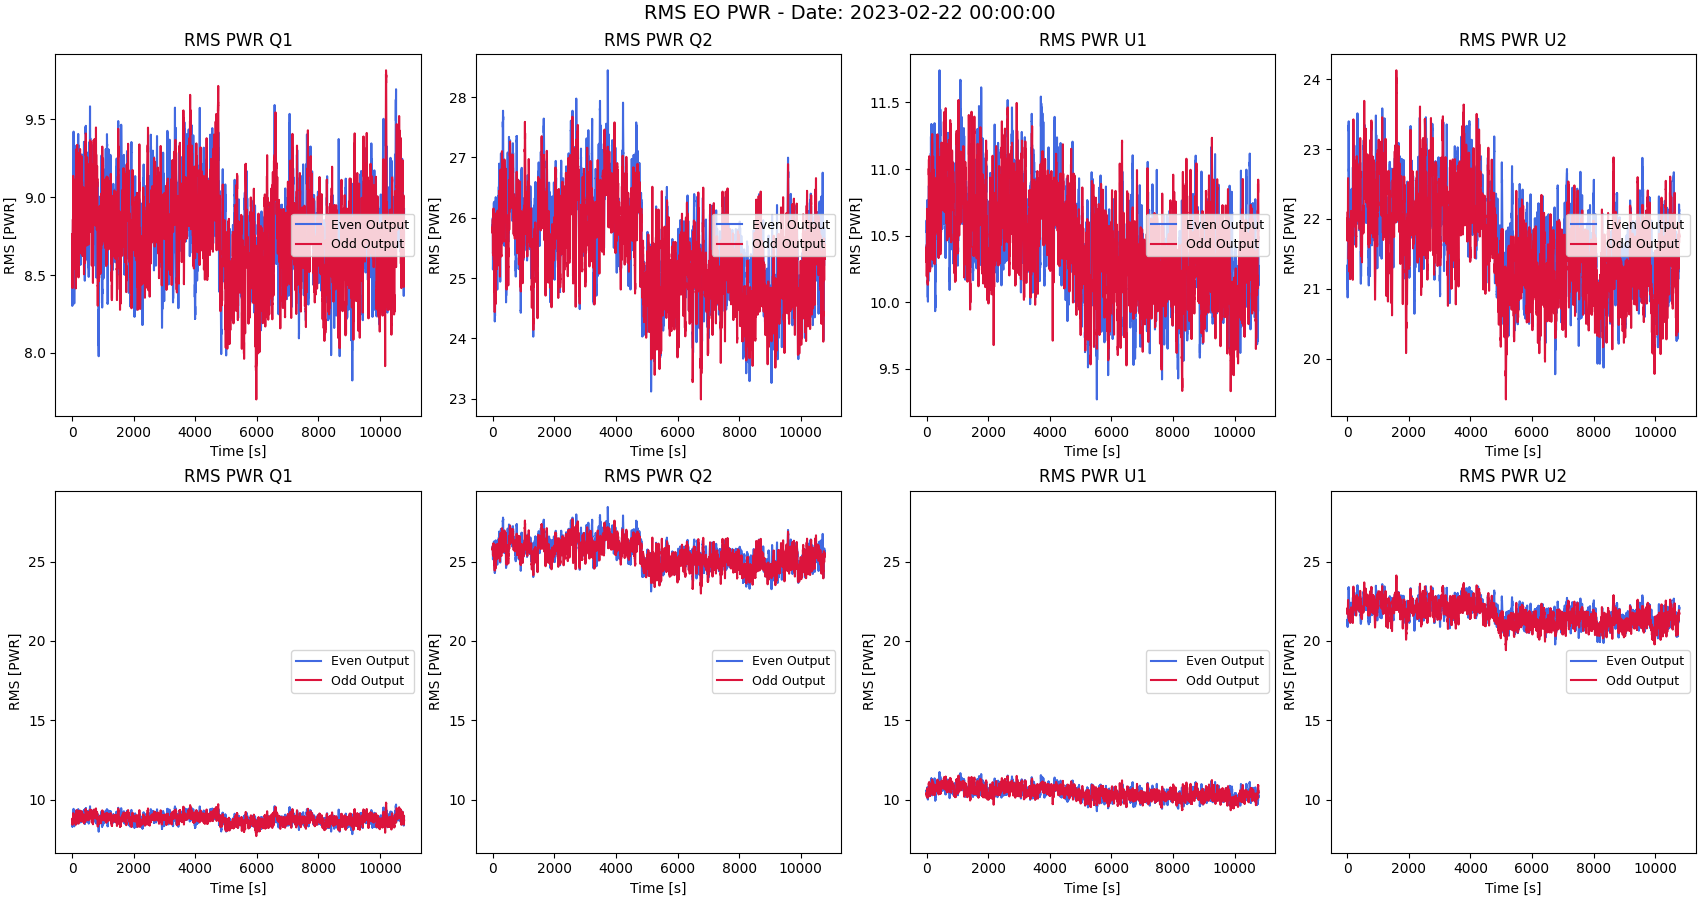 RMS EO PWR - Date: 2023-02-22 00:00:00
RMS PWR Q1
RMS [PWR]
9.5
9.0
8.5
8.0
Even Output
Odd Output
0 2000 4000 6000 8000 10000
Time [s]
RMS PWR Q2
RMS [PWR]
28
27
26
25
24
23
Even Output
Odd Output
0 2000 4000 6000 8000 10000
Time [s]
RMS PWR U1
RMS [PWR]
11.5
11.0
10.5
10.0
9.5
Even Output
Odd Output
0 2000 4000 6000 8000 10000
Time [s]
RMS PWR U2
RMS [PWR]
24
23
22
21
20
Even Output
Odd Output
0 2000 4000 6000 8000 10000
Time [s]
RMS PWR Q1
RMS [PWR]
25
20
15
10
Even Output
Odd Output
0 2000 4000 6000 8000 10000
Time [s]
RMS PWR Q2
RMS [PWR]
25
20
15
10
Even Output
Odd Output
0 2000 4000 6000 8000 10000
Time [s]
RMS PWR U1
RMS [PWR]
25
20
15
10
Even Output
Odd Output
0 2000 4000 6000 8000 10000
Time [s]
RMS PWR U2
RMS [PWR]
25
20
15
10
Even Output
Odd Output
0 2000 4000 6000 8000 10000
Time [s]